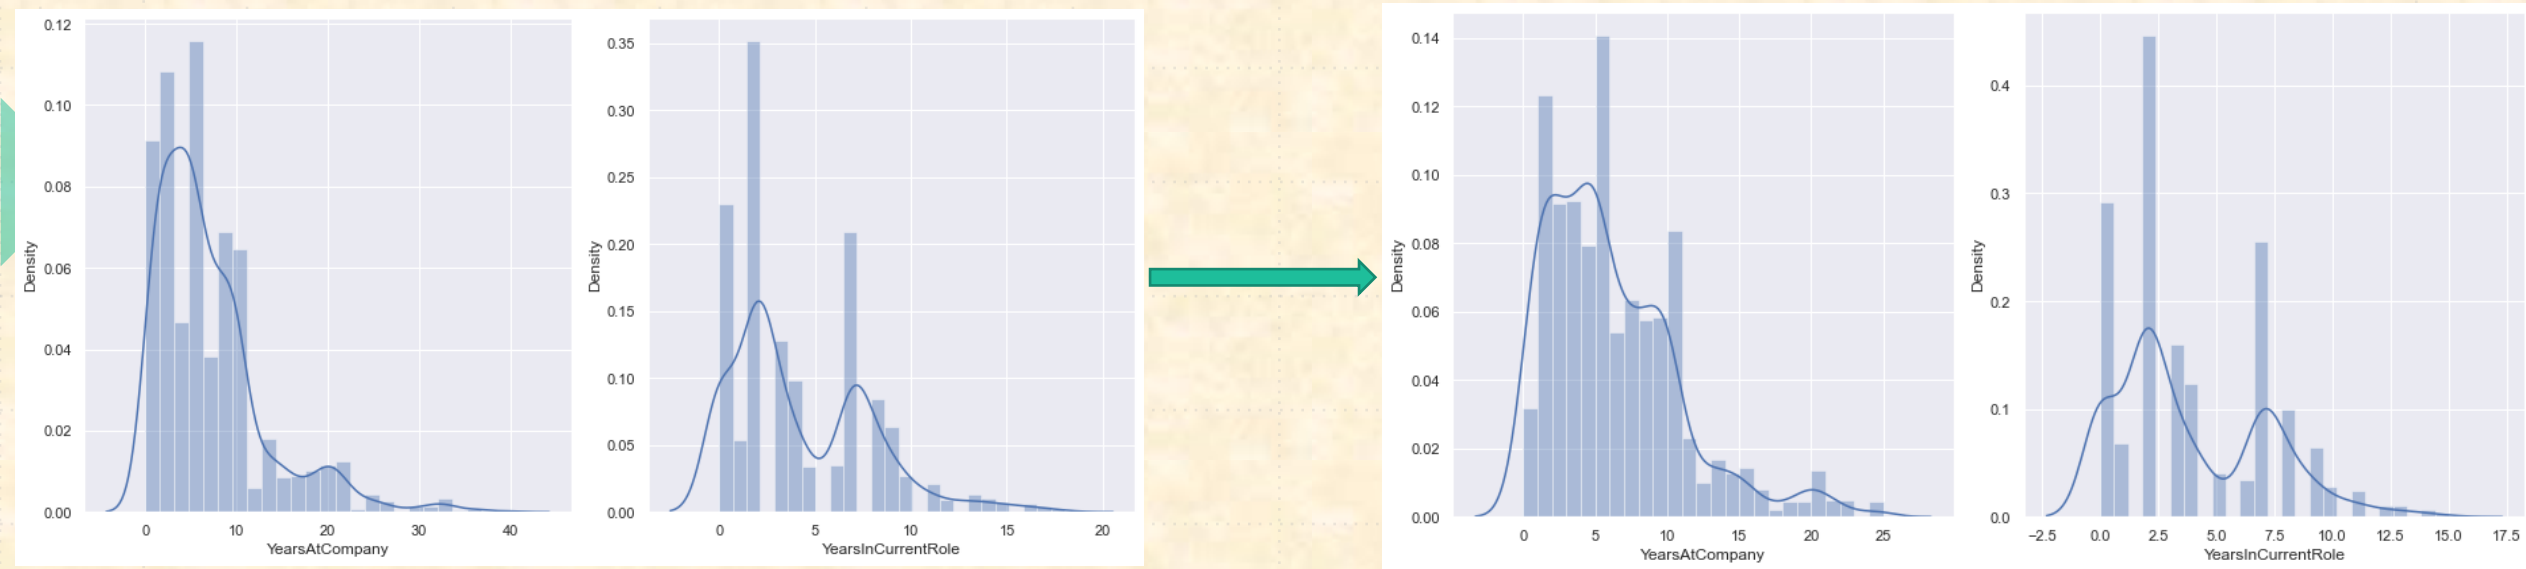 0.12
0.10
0.08
0.06
0.04
0.02
0.00
Density
0 10 20 30 40
YearsAtCompany
0.35
0.30
0.25
0.20
0.15
0.10
0.05
0.00
Density
0 5 10 15 20
YearsInCurrentRole
0.14
0.12
0.10
0.08
0.06
0.04
0.02
0.00
Density
0 5 10 15 20 25
YearsAtCompany
0.4
0.3
0.2
0.1
0.0
Density
−2.5 0.0 2.5 5.0 7.5 10.0 12.5 15.0 17.5
YearsInCurrentRole